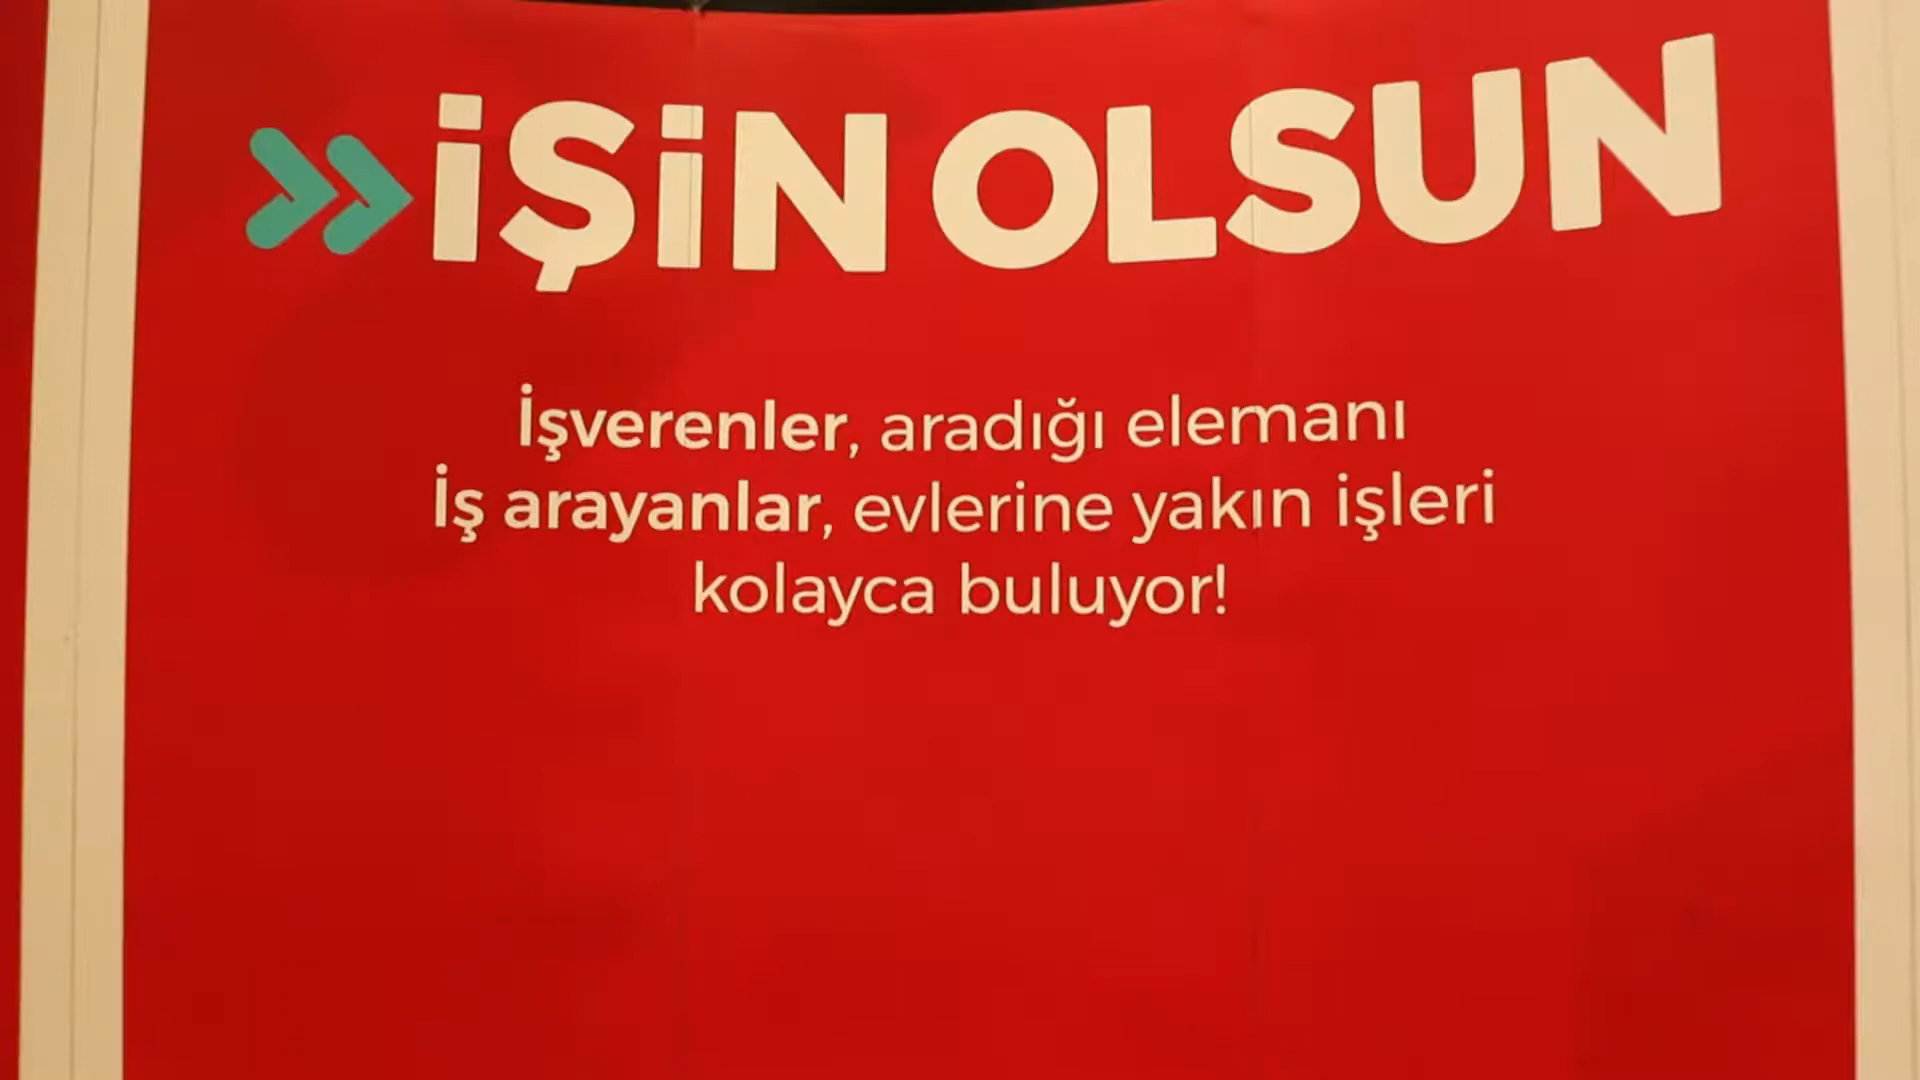 İŞİN OLSUN
İşverenler, aradığı elemanı
İş arayanlar, evlerine yakın işleri
kolayca buluyor!